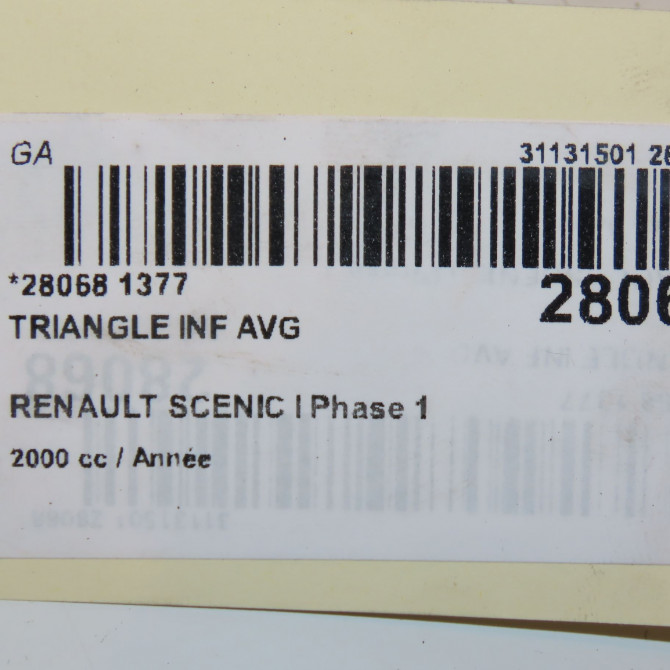 GA
31131501 28
*28068 1377
2806
TRIANGLE INF AVG
RENAULT SCENIC I Phase 1
2000 cc / Année